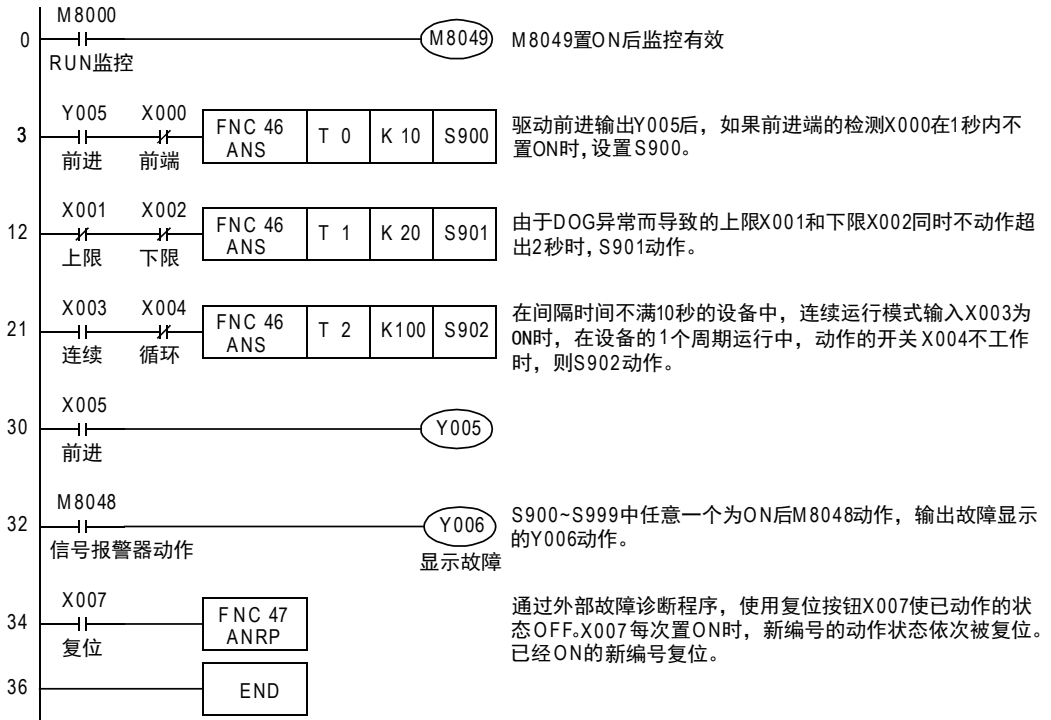 M8000
0
M8049
M8049置ON后监控有效
RUN监控
Y005 X000
3
FNC 46 ANS T 0 K 10 S900
前进 前端
驱动前进输出Y005后，如果前进端的检测X000在1秒内不
置ON时，设置S900。
X001 X002
12
FNC 46 ANS T 1 K 20 S901
上限 下限
由于DOG异常而导致的上限X001和下限X002同时不动作超
出2秒时，S901动作。
X003 X004
21
FNC 46 ANS T 2 K100 S902
连续 循环
在间隔时间不满10秒的设备中，连续运行模式输入X003为
ON时，在设备的1个周期运行中，动作的开关X004不工作
时，则S902动作。
X005
30
Y005
前进
M8048
32
Y006
信号报警器动作
显示故障
S900~S999中任意一个为ON后M8048动作，输出故障显示
的Y006动作。
X007
34
FNC 47
ANRP
复位
通过外部故障诊断程序，使用复位按钮X007使已动作的状
态OFF。X007每次置ON时，新编号的动作状态依次被复位。
已经ON的新编号复位。
36
END